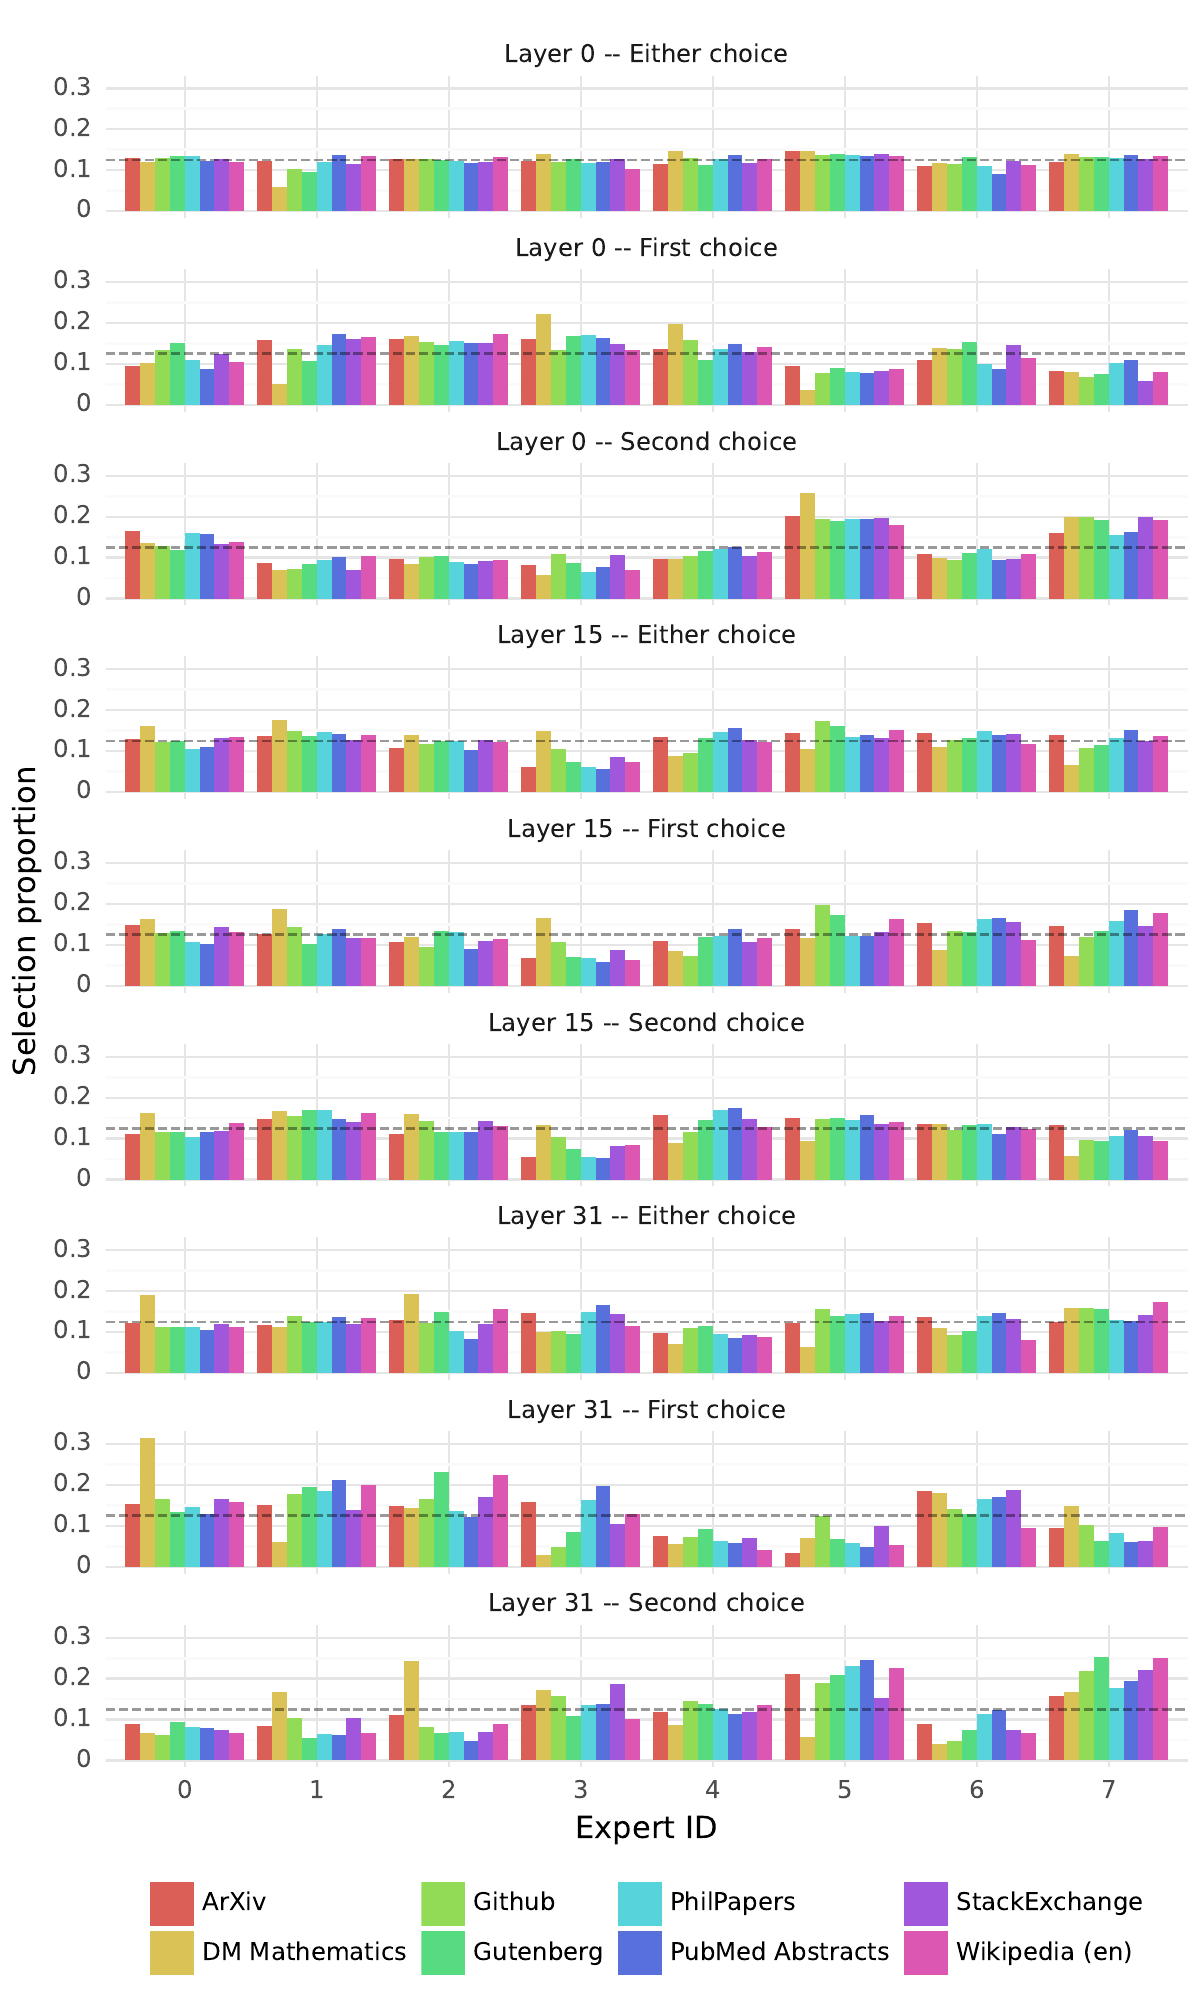 Layer 0 -- Either choice
0.3
0.2
0.1
0
Layer 0 -- First choice
0.3
0.2
0.1
0
Layer 0 -- Second choice
0.3
0.2
0.1
0
Layer 15 -- Either choice
0.3
0.2
0.1
0
Layer 15 -- First choice
0.3
0.2
0.1
0
Layer 15 -- Second choice
0.3
0.2
0.1
0
Layer 31 -- Either choice
0.3
0.2
0.1
0
Layer 31 -- First choice
0.3
0.2
0.1
0
Layer 31 -- Second choice
0.3
0.2
0.1
0
Selection proportion
0 1 2 3 4 5 6 7
Expert ID
ArXiv Github PhilPapers StackExchange
DM Mathematics Gutenberg PubMed Abstracts Wikipedia (en)